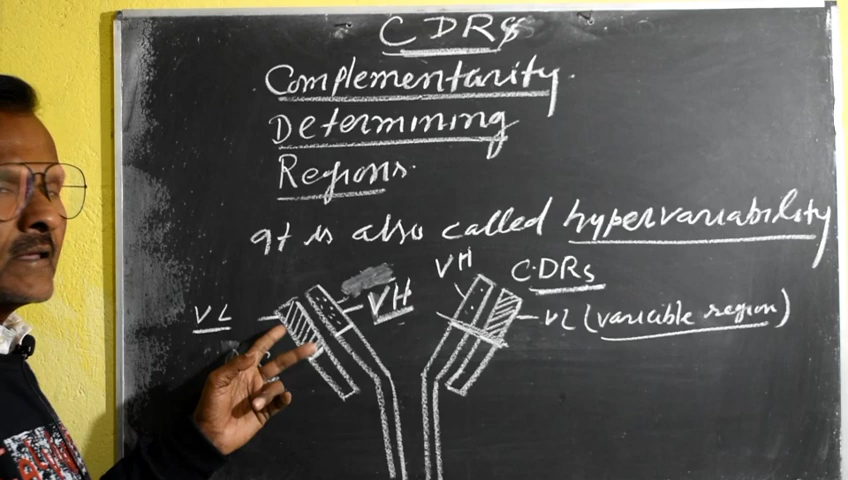 CDRs
Complementarity
Determining
Regions.
It is also called hypervariability
VH CDRs
VL VH VL (variable region)